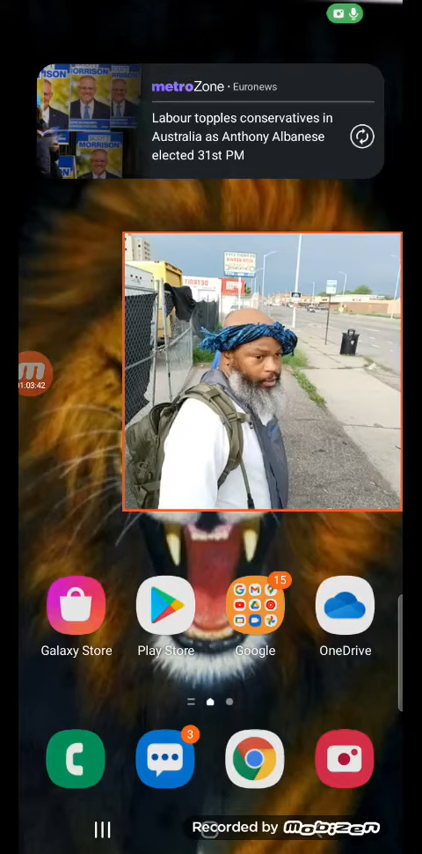 metroZone • Euronews
Labour topples conservatives in
Australia as Anthony Albanese
elected 31st PM
MORRISON
MORRISON
DETROIT
01:03:42
15
Galaxy Store
Play Store
Google
OneDrive
3
Recorded by Mobizen